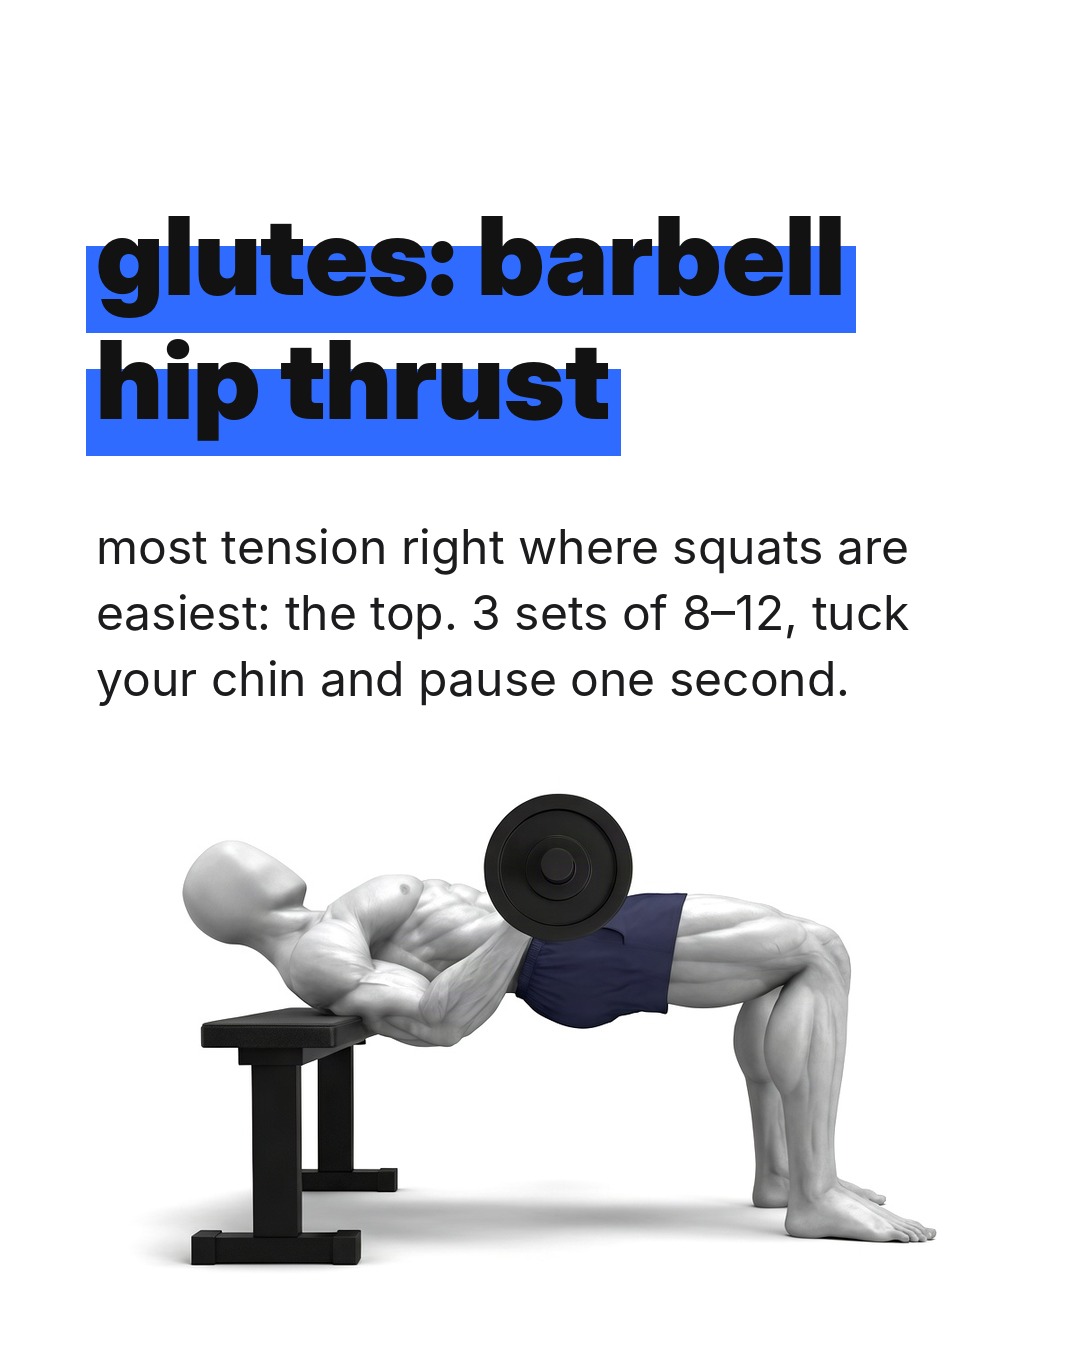 glutes: barbell
hip thrust
most tension right where squats are
easiest: the top. 3 sets of 8–12, tuck
your chin and pause one second.